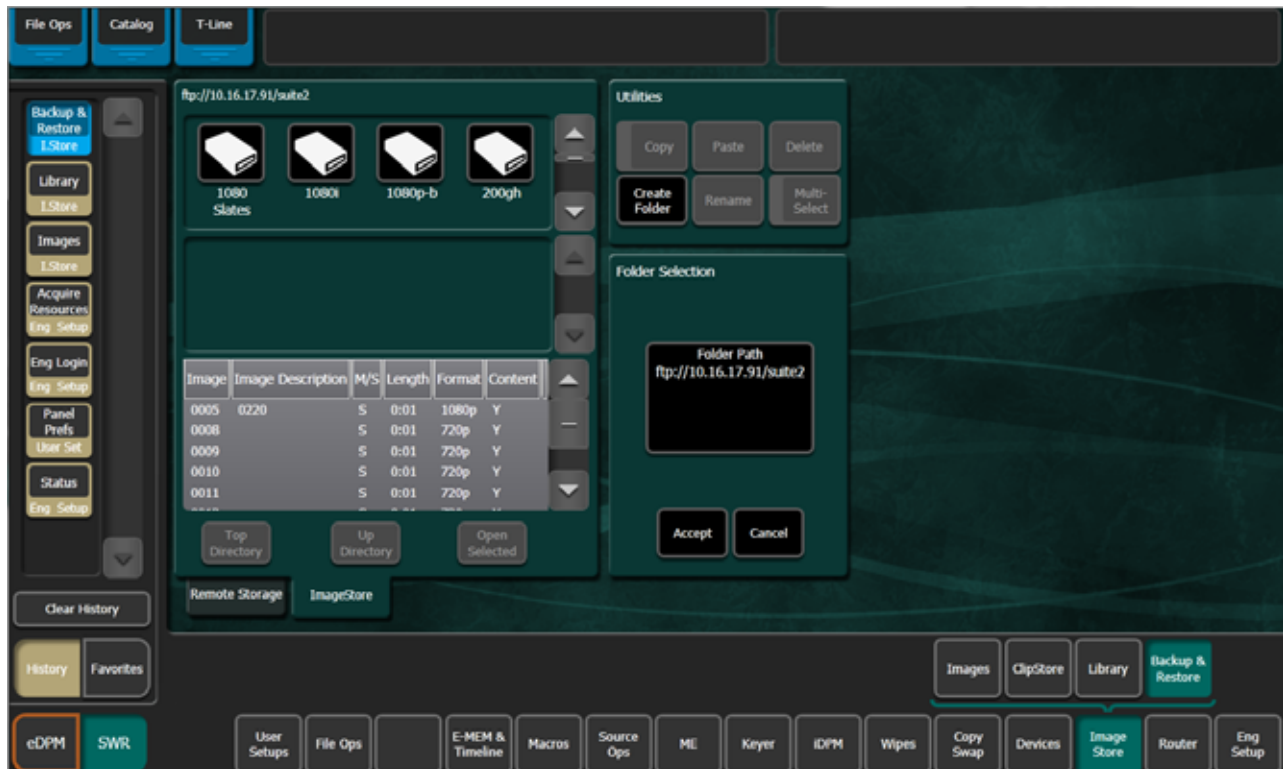 File Ops
Catalog
T-Line
Backup &
Restore
I.Store
Library
I.Store
Images
I.Store
Acquire
Resources
Eng Setup
Eng Login
Eng Setup
Panel
Prefs
User Set
Status
Eng Setup
Clear History
History
Favorites
eDPM
SWR
ftp://10.16.17.91/suite2
1080
Slates
1080i
1080p-b
200gh
Image Image Description M/S Length Format Content
0005 0220 S 0:01 1080p Y
0008 S 0:01 720p Y
0009 S 0:01 720p Y
0010 S 0:01 720p Y
0011 S 0:01 720p Y
Top
Directory
Up
Directory
Open
Selected
Remote Storage
ImageStore
Utilities
Copy
Paste
Delete
Create
Folder
Rename
Multi-
Select
Folder Selection
Folder Path
ftp://10.16.17.91/suite2
Accept
Cancel
Images
ClipStore
Library
Backup &
Restore
User
Setups
File Ops
E-MEM &
Timeline
Macros
Source
Ops
ME
Keyer
iDPM
Wipes
Copy
Swap
Devices
Image
Store
Router
Eng
Setup